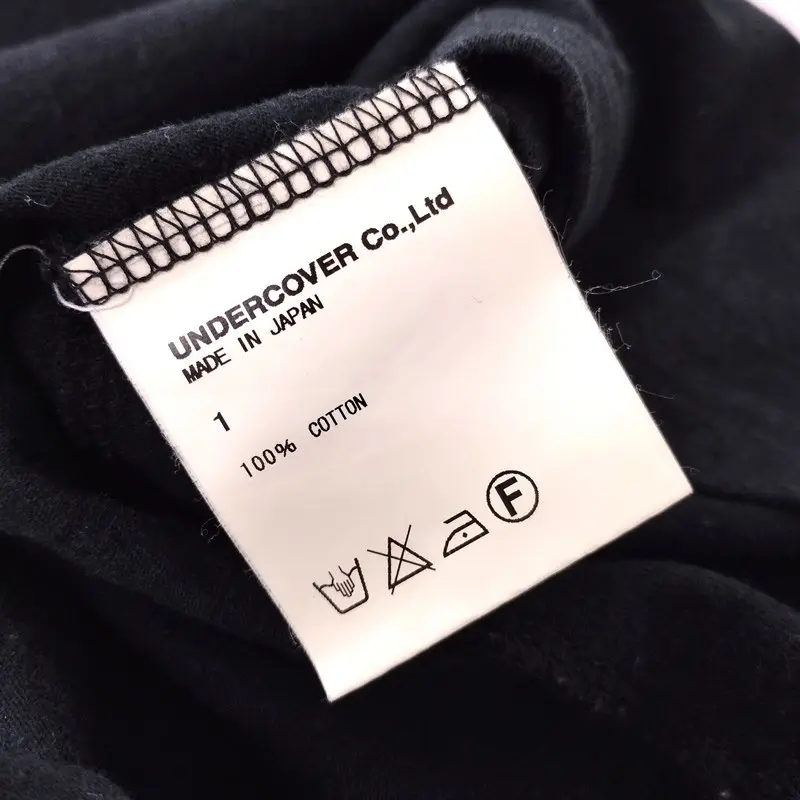 UNDERCOVER Co.,Ltd
MADE IN JAPAN
1
100% COTTON
F